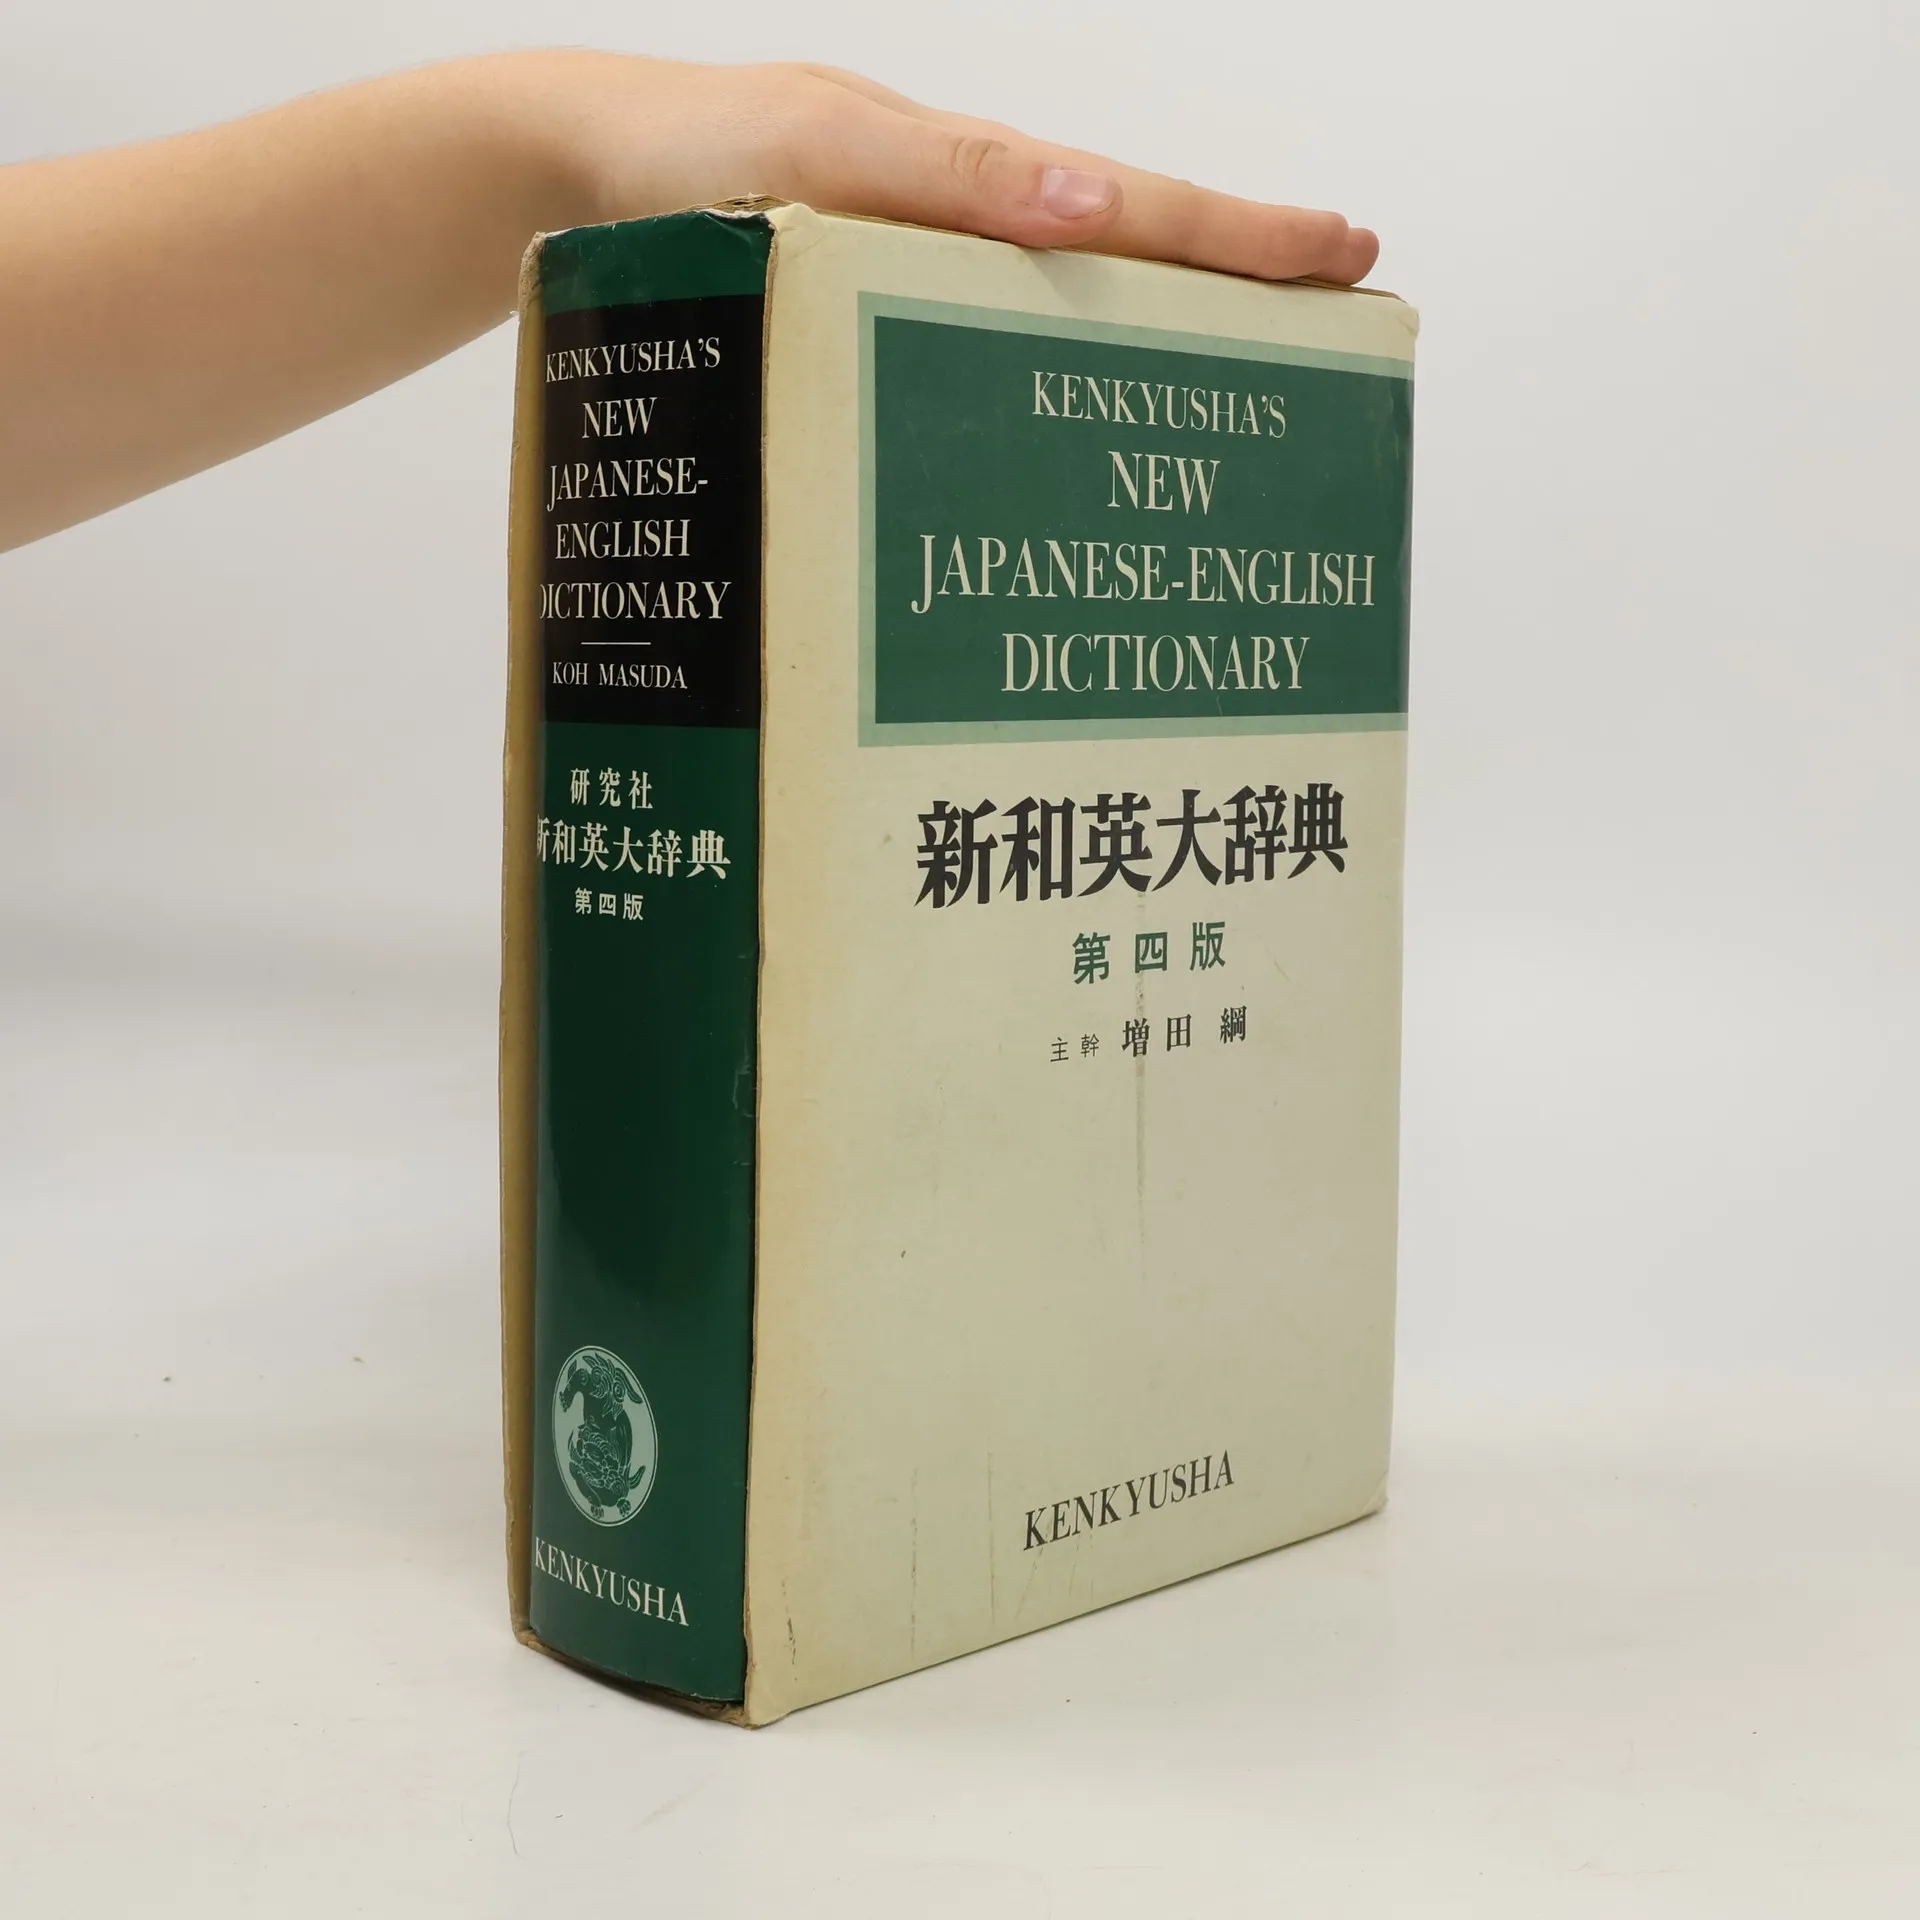 KENKYUSHA'S
NEW
JAPANESE-
ENGLISH
DICTIONARY
KOH MASUDA
研究社
新和英大辞典
第四版
KENKYUSHA
KENKYUSHA'S
NEW
JAPANESE-ENGLISH
DICTIONARY
新和英大辞典
第四版
主幹 増田 綱
KENKYUSHA